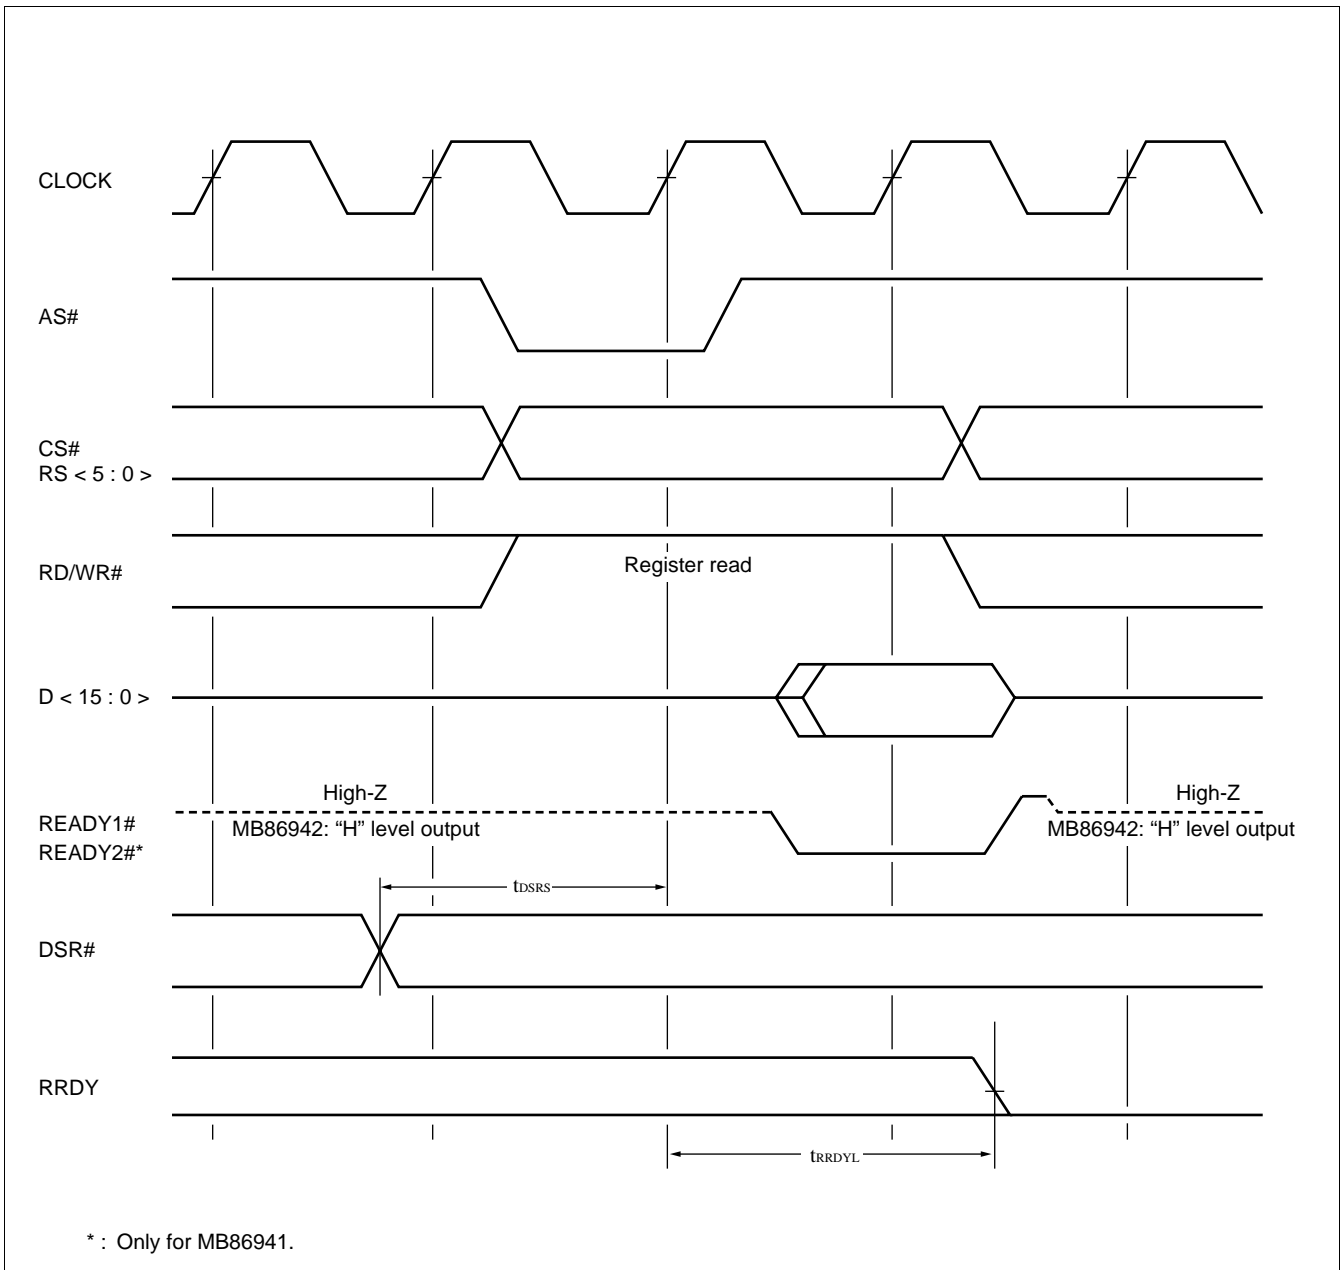 CLOCK
AS#
CS#
RS < 5 : 0 >
Register read
RD/WR#
D < 15 : 0 >
High-Z
High-Z
READY1#
MB86942: “H” level output
MB86942: “H” level output
READY2#*
tDSRS
DSR#
RRDY
tRRDYL
* : Only for MB86941.